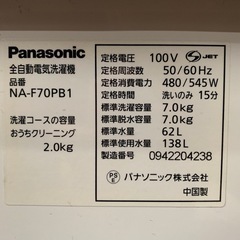 Panasonic
全自動電気洗濯機
NA-F70PB1
洗濯コースの容量
おうちクリーニング
2.0kg
定格電圧 100V JET
定格周波数 50/60Hz
定格消費電力 480/545W
時間定格 洗いのみ 15分
標準洗濯容量 7.0kg
標準脱水容量 7.0kg
標準水量 62L
標準使用水量 138L
製造番号 0942204238
PS E
パナソニック株式会社
中国製